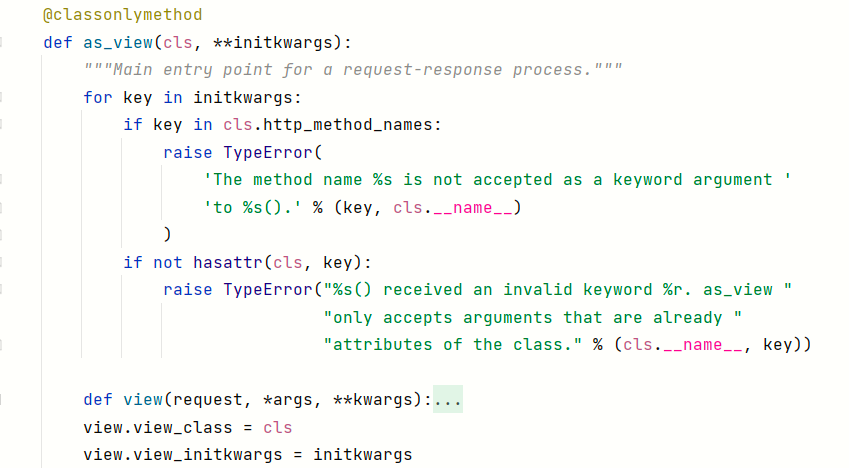 @classonlymethod
def as_view(cls, **initkwargs):
    """Main entry point for a request-response process."""
    for key in initkwargs:
        if key in cls.http_method_names:
            raise TypeError(
                'The method name %s is not accepted as a keyword argument '
                'to %s().' % (key, cls.__name__)
            )
        if not hasattr(cls, key):
            raise TypeError("%s() received an invalid keyword %r. as_view "
                            "only accepts arguments that are already "
                            "attributes of the class." % (cls.__name__, key))
    def view(request, *args, **kwargs):...
    view.view_class = cls
    view.view_initkwargs = initkwargs